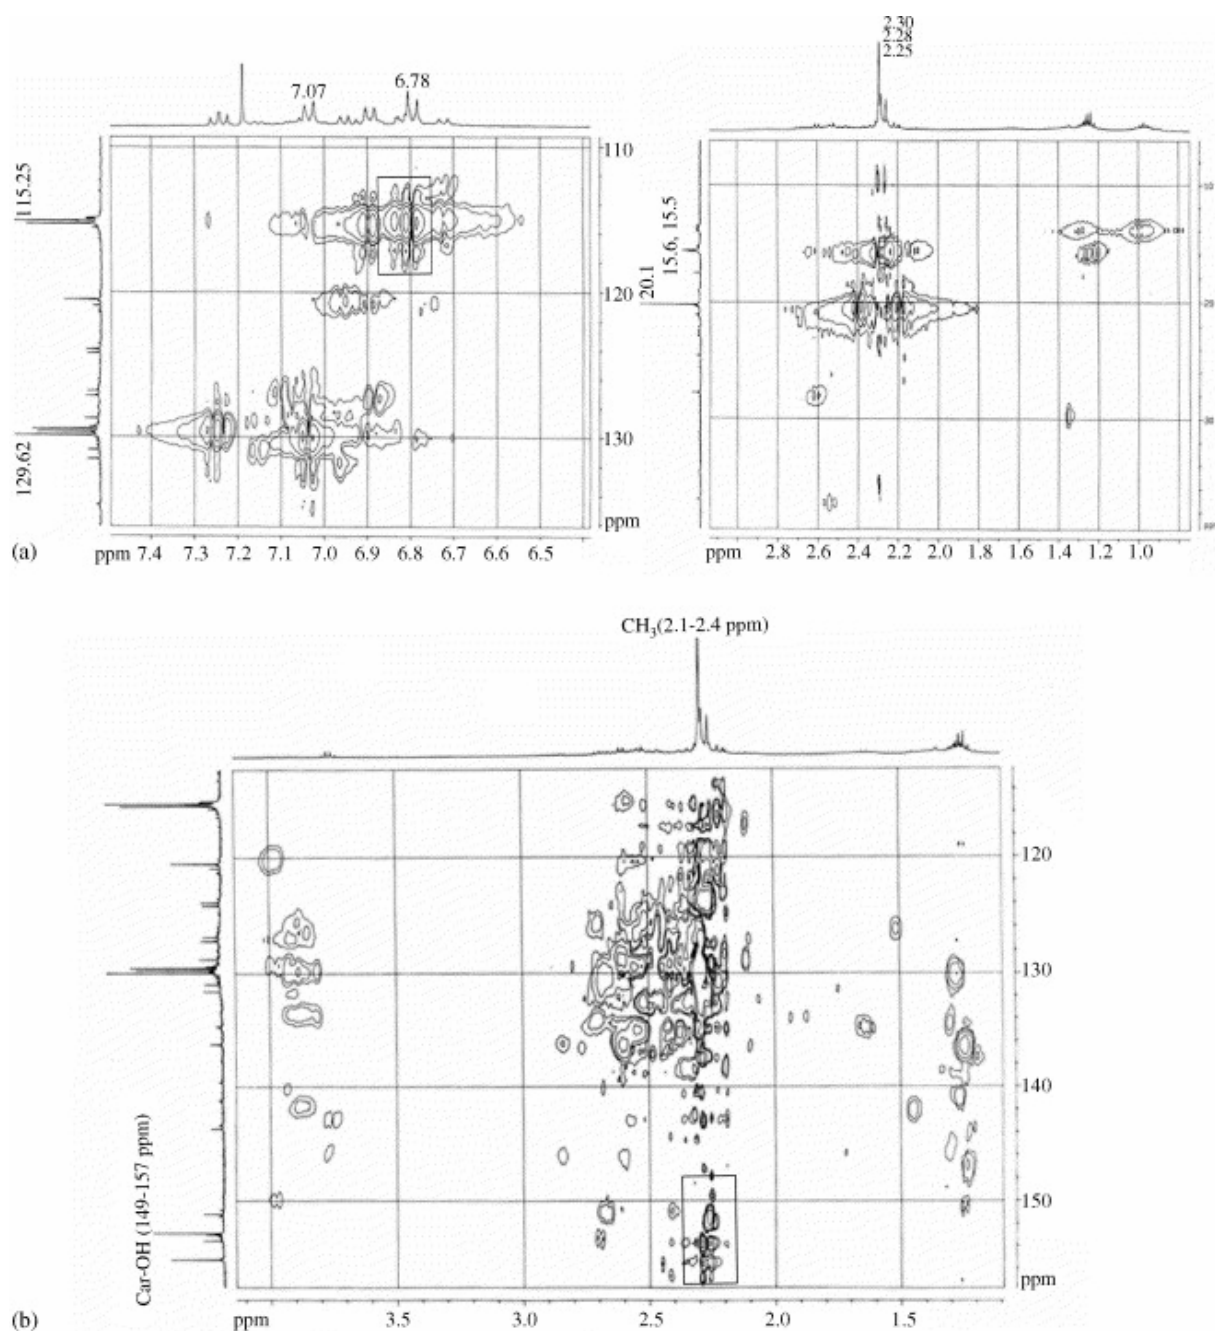 2.30
2.28
2.25
7.07
6.78
115.25
129.62
110
120
130
ppm
(a)
ppm 7.4 7.3 7.2 7.1 7.0 6.9 6.8 6.7 6.6 6.5
15.6, 15.5
20.1
10
20
30
ppm
ppm 2.8 2.6 2.4 2.2 2.0 1.8 1.6 1.4 1.2 1.0
CH₃(2.1-2.4 ppm)
Car-OH (149-157 ppm)
120
130
140
150
ppm
(b)
ppm 3.5 3.0 2.5 2.0 1.5